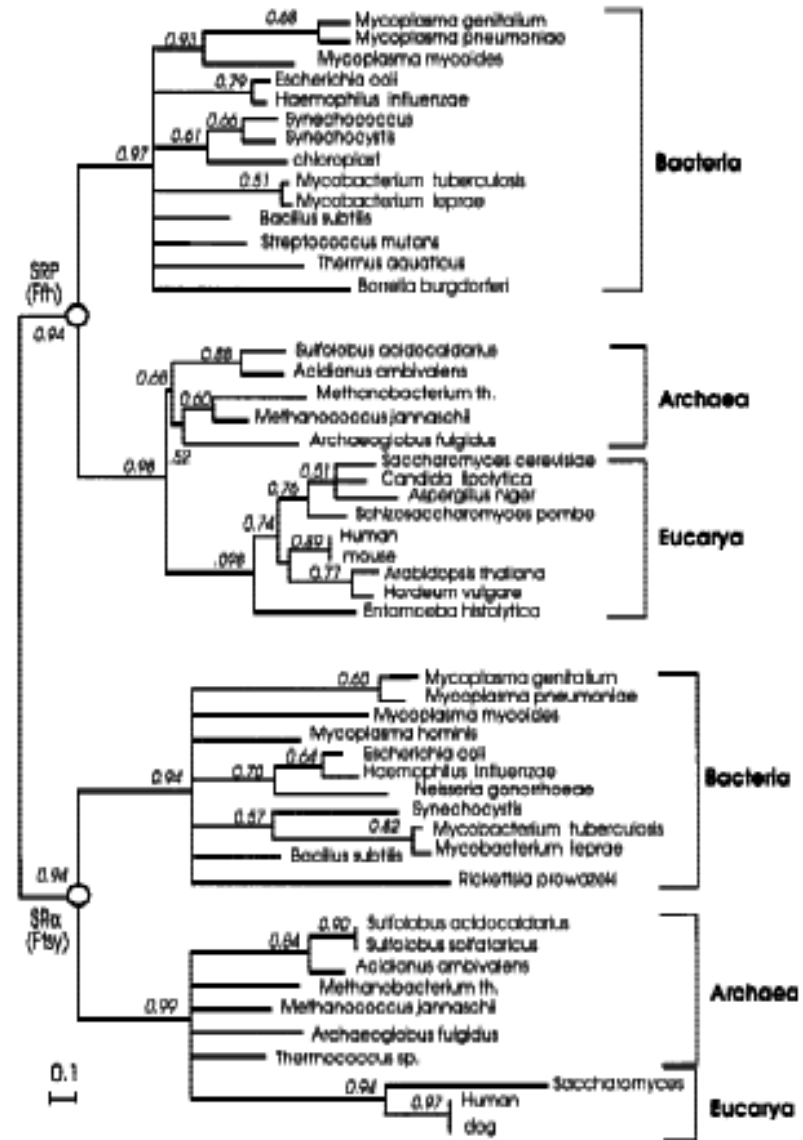 0.68
Mycoplasma genitalium
Mycoplasma pneumoniae
0.93
Mycoplasma mycoides
0.79
Escherichia coli
Haemophilus influenzae
0.66
Synechococcus
Synechocystis
0.61
chloroplast
0.97
Bacteria
0.51
Mycobacterium tuberculosis
Mycobacterium leprae
Bacillus subtilis
Streptococcus mutans
Thermus aquaticus
SRP
(Ffh)
Borrelia burgdorferi
0.94
0.88
Sulfolobus acidocaldarius
Acidianus ambivalens
0.68
0.60
Methanobacterium th.
Archaea
Methanococcus jannaschii
Archaeoglobus fulgidus
.52
0.98
Saccharomyces cerevisiae
0.51
Candida lipolytica
0.76
Aspergillus niger
Schizosaccharomyces pombe
0.74
Human
0.89
Eucarya
mouse
.098
0.77
Arabidopsis thaliana
Hordeum vulgare
Entamoeba histolytica
0.60
Mycoplasma genitalium
Mycoplasma pneumoniae
Mycoplasma mycoides
Mycoplasma hominis
0.64
Escherichia coli
0.94
0.70
Haemophilus influenzae
Bacteria
Neisseria gonorrhoeae
0.57
Synechocystis
0.82
Mycobacterium tuberculosis
Mycobacterium leprae
Bacillus subtilis
0.94
Rickettsia prowazeki
SRα
(Ftsy)
0.90
Sulfolobus acidocaldarius
0.84
Sulfolobus solfataricus
Acidianus ambivalens
Methanobacterium th.
Archaea
0.99
Methanococcus jannaschii
Archaeoglobus fulgidus
Thermococcus sp.
0.1
0.94
Saccharomyces
0.97
Human
Eucarya
dog